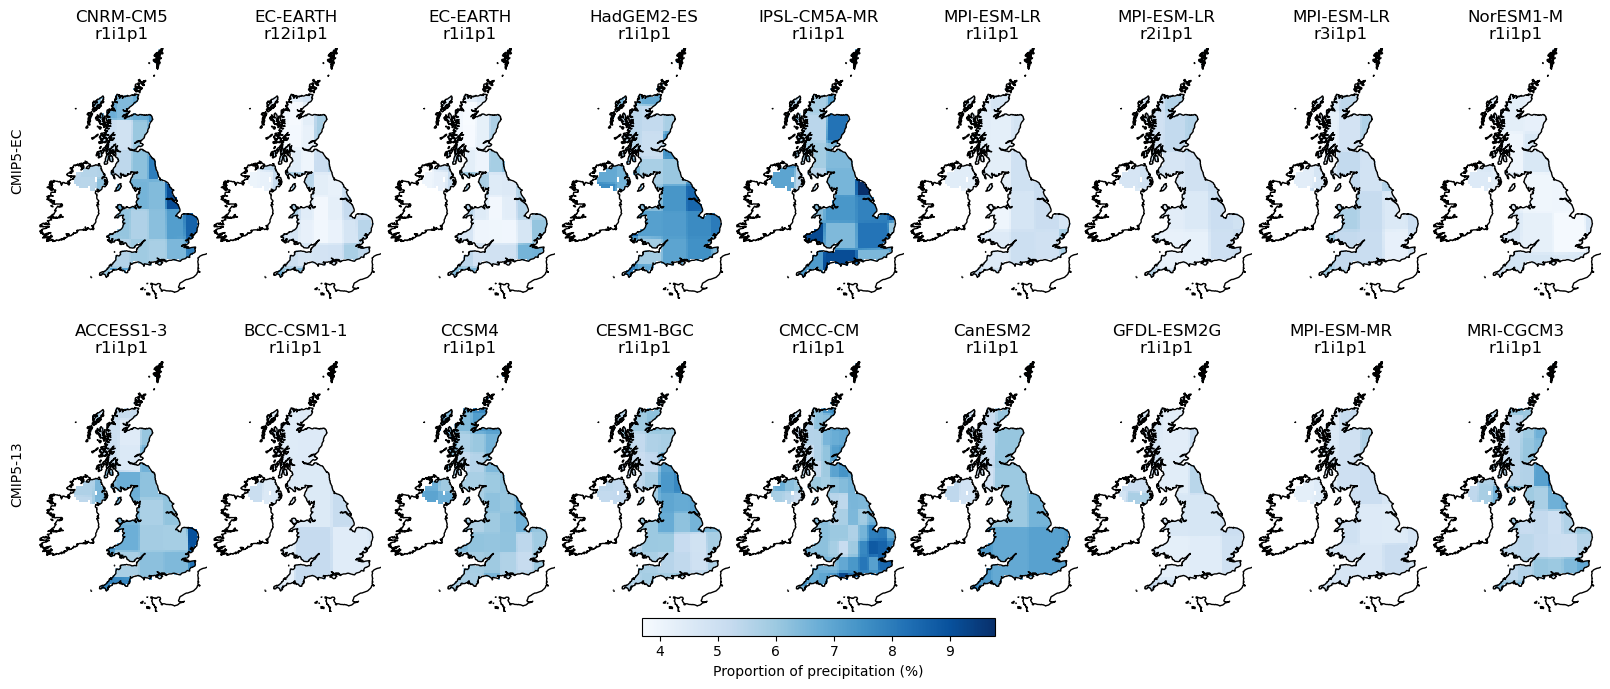 CNRM-CM5
r1i1p1
EC-EARTH
r12i1p1
EC-EARTH
r1i1p1
HadGEM2-ES
r1i1p1
IPSL-CM5A-MR
r1i1p1
MPI-ESM-LR
r1i1p1
MPI-ESM-LR
r2i1p1
MPI-ESM-LR
r3i1p1
NorESM1-M
r1i1p1
CMIP5-EC
ACCESS1-3
r1i1p1
BCC-CSM1-1
r1i1p1
CCSM4
r1i1p1
CESM1-BGC
r1i1p1
CMCC-CM
r1i1p1
CanESM2
r1i1p1
GFDL-ESM2G
r1i1p1
MPI-ESM-MR
r1i1p1
MRI-CGCM3
r1i1p1
CMIP5-13
4 5 6 7 8 9
Proportion of precipitation (%)